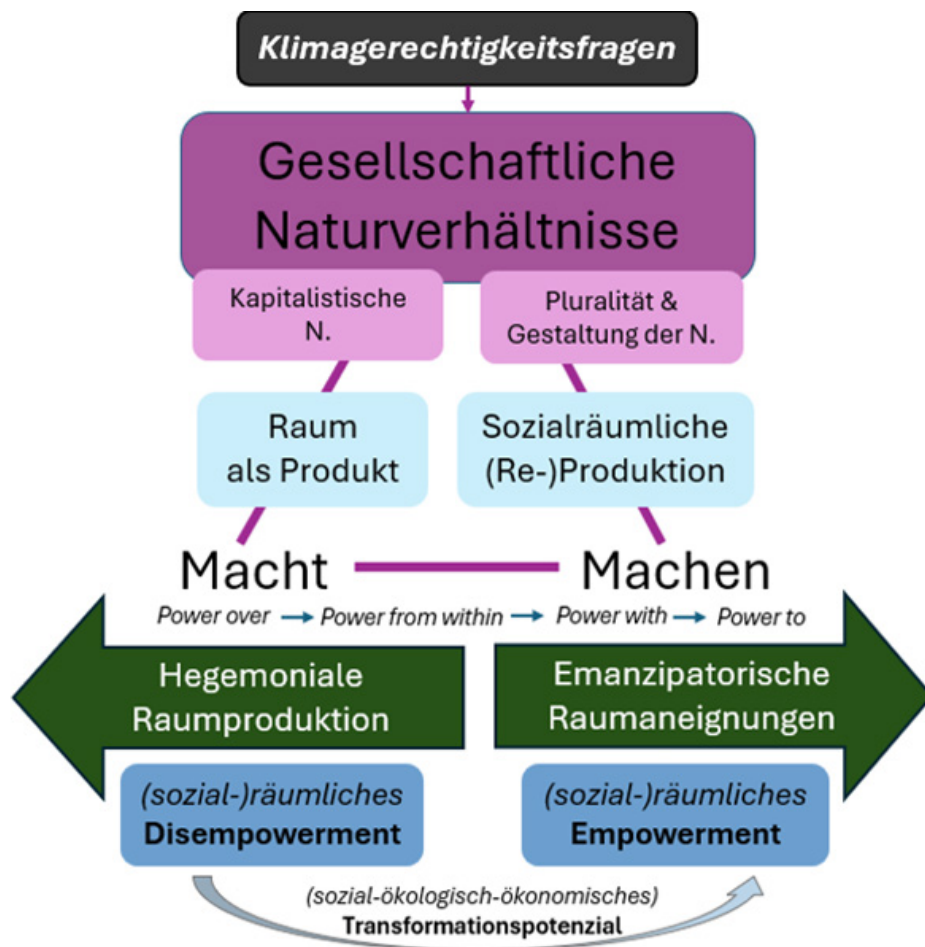 Klimagerechtigkeitsfragen
Gesellschaftliche
Naturverhältnisse
Kapitalistische
N.
Pluralität &
Gestaltung der N.
Raum
als Produkt
Sozialräumliche
(Re-)Produktion
Macht
Machen
Power over
Power from within
Power with
Power to
Hegemoniale
Raumproduktion
Emanzipatorische
Raumaneignungen
(sozial-)räumliches
Disempowerment
(sozial-)räumliches
Empowerment
(sozial-ökologisch-ökonomisches)
Transformationspotenzial